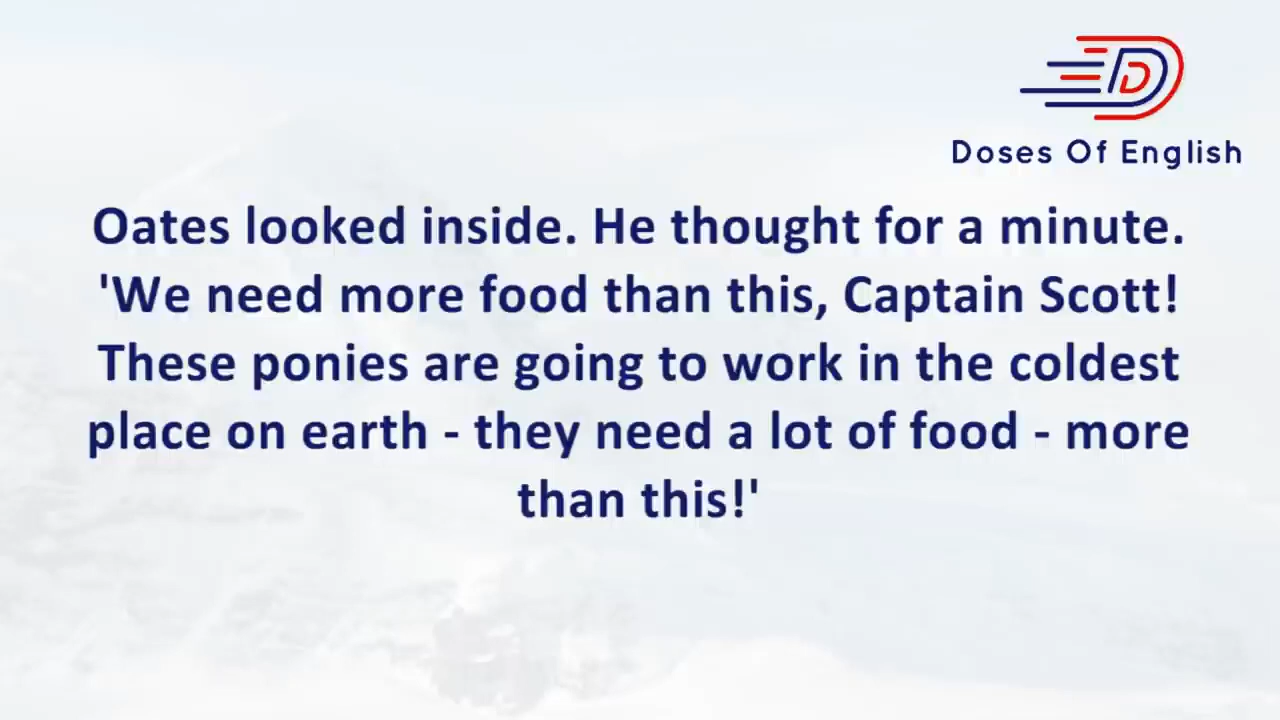 Doses Of English
Oates looked inside. He thought for a minute.
'We need more food than this, Captain Scott!
These ponies are going to work in the coldest
place on earth - they need a lot of food - more
than this!'